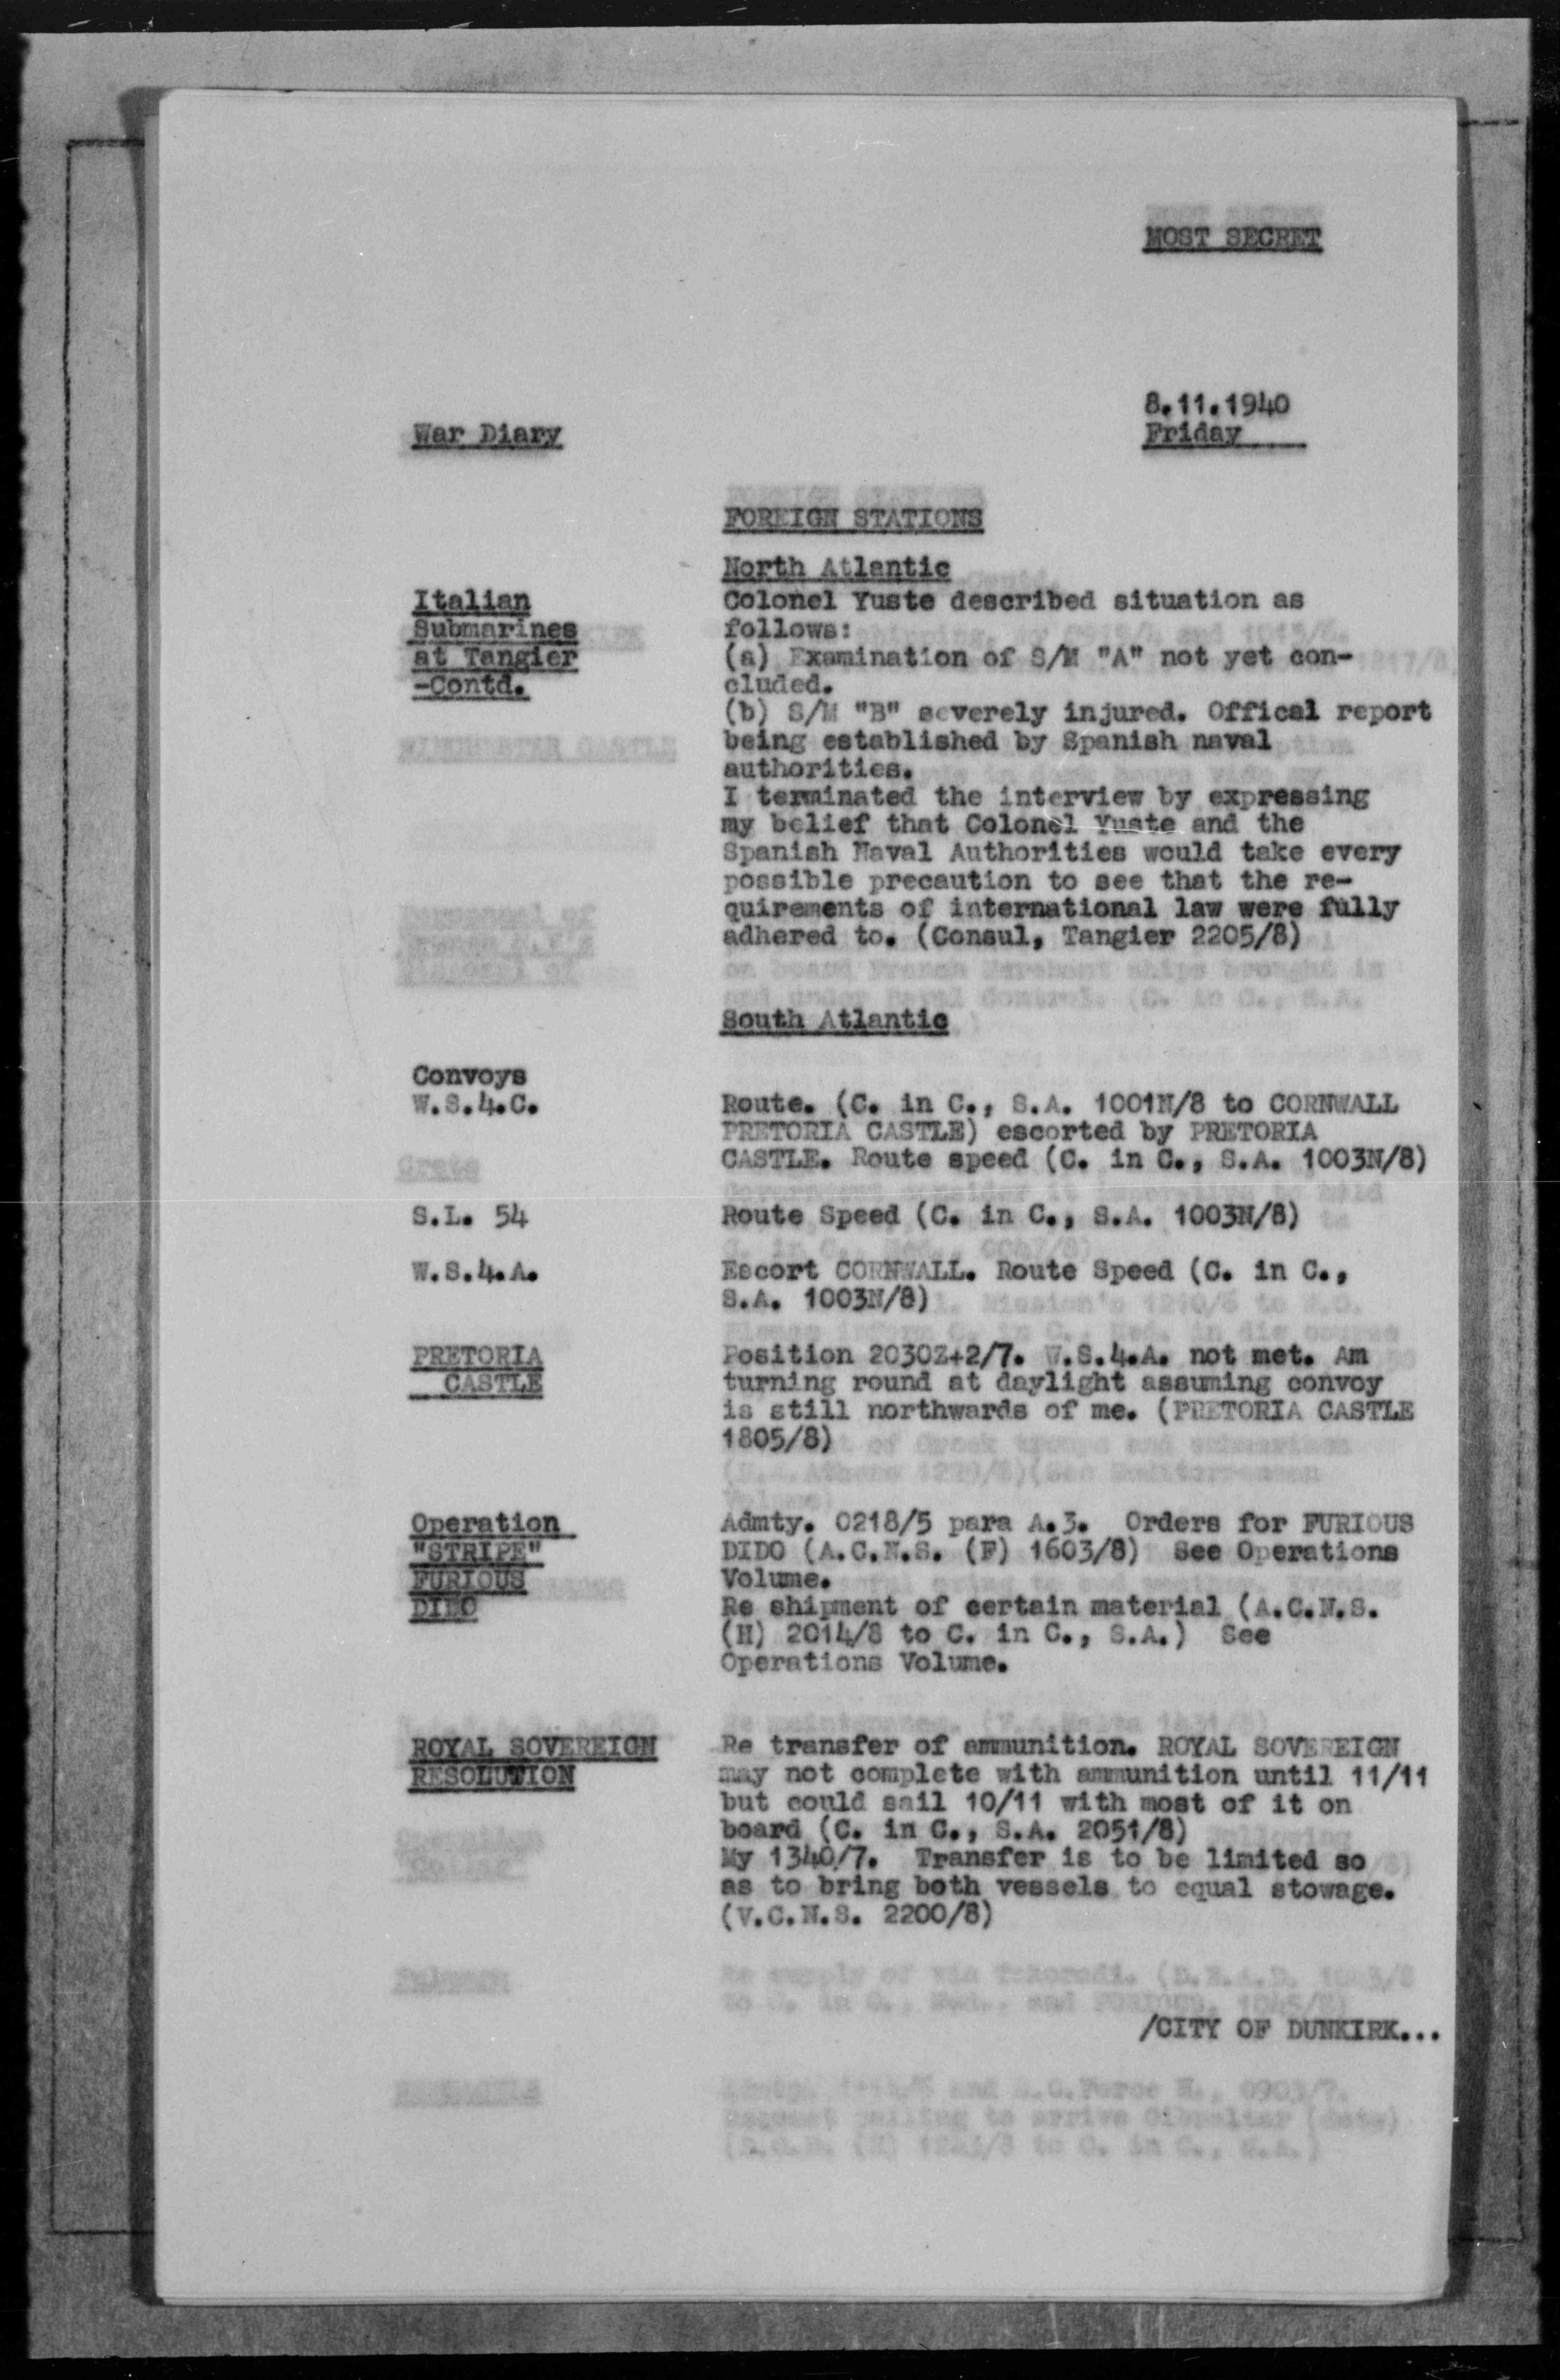 MOST SECRET
8.11.1940
War Diary
Friday
FOREIGN STATIONS
North Atlantic
Italian
Submarines
at Tangier
-Contd.
Colonel Yuste described situation as
follows:
(a) Examination of S/M "A" not yet con-
cluded.
(b) S/M "B" severely injured. Offical report
being established by Spanish naval
authorities.
I terminated the interview by expressing
my belief that Colonel Yuste and the
Spanish Naval Authorities would take every
possible precaution to see that the re-
quirements of international law were fully
adhered to. (Consul, Tangier 2205/8)
South Atlantic
Convoys
W.S.4.C.
Route. (C. in C., S.A. 1001N/8 to CORNWALL
PRETORIA CASTLE) escorted by PRETORIA
CASTLE. Route speed (C. in C., S.A. 1003N/8)
S.L. 54
Route Speed (C. in C., S.A. 1003N/8)
W.S.4.A.
Escort CORNWALL. Route Speed (C. in C.,
S.A. 1003N/8)
PRETORIA
CASTLE
Position 2030Z+2/7. W.S.4.A. not met. Am
turning round at daylight assuming convoy
is still northwards of me. (PRETORIA CASTLE
1805/8)
Operation
"STRIPE"
FURIOUS
DIDO
Admty. 0218/5 para A.3. Orders for FURIOUS
DIDO (A.C.N.S. (F) 1603/8) See Operations
Volume.
Re shipment of certain material (A.C.N.S.
(H) 2014/8 to C. in C., S.A.) See
Operations Volume.
ROYAL SOVEREIGN
RESOLUTION
Re transfer of ammunition. ROYAL SOVEREIGN
may not complete with ammunition until 11/11
but could sail 10/11 with most of it on
board (C. in C., S.A. 2051/8)
My 1340/7. Transfer is to be limited so
as to bring both vessels to equal stowage.
(V.C.N.S. 2200/8)
/CITY OF DUNKIRK...